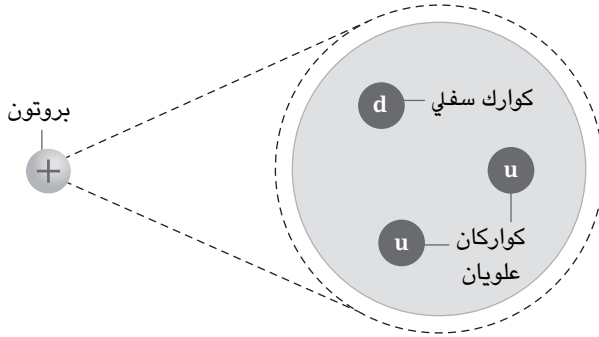 بروتون
+
d
كوارك سفلي
u
u
كواركان
علويان